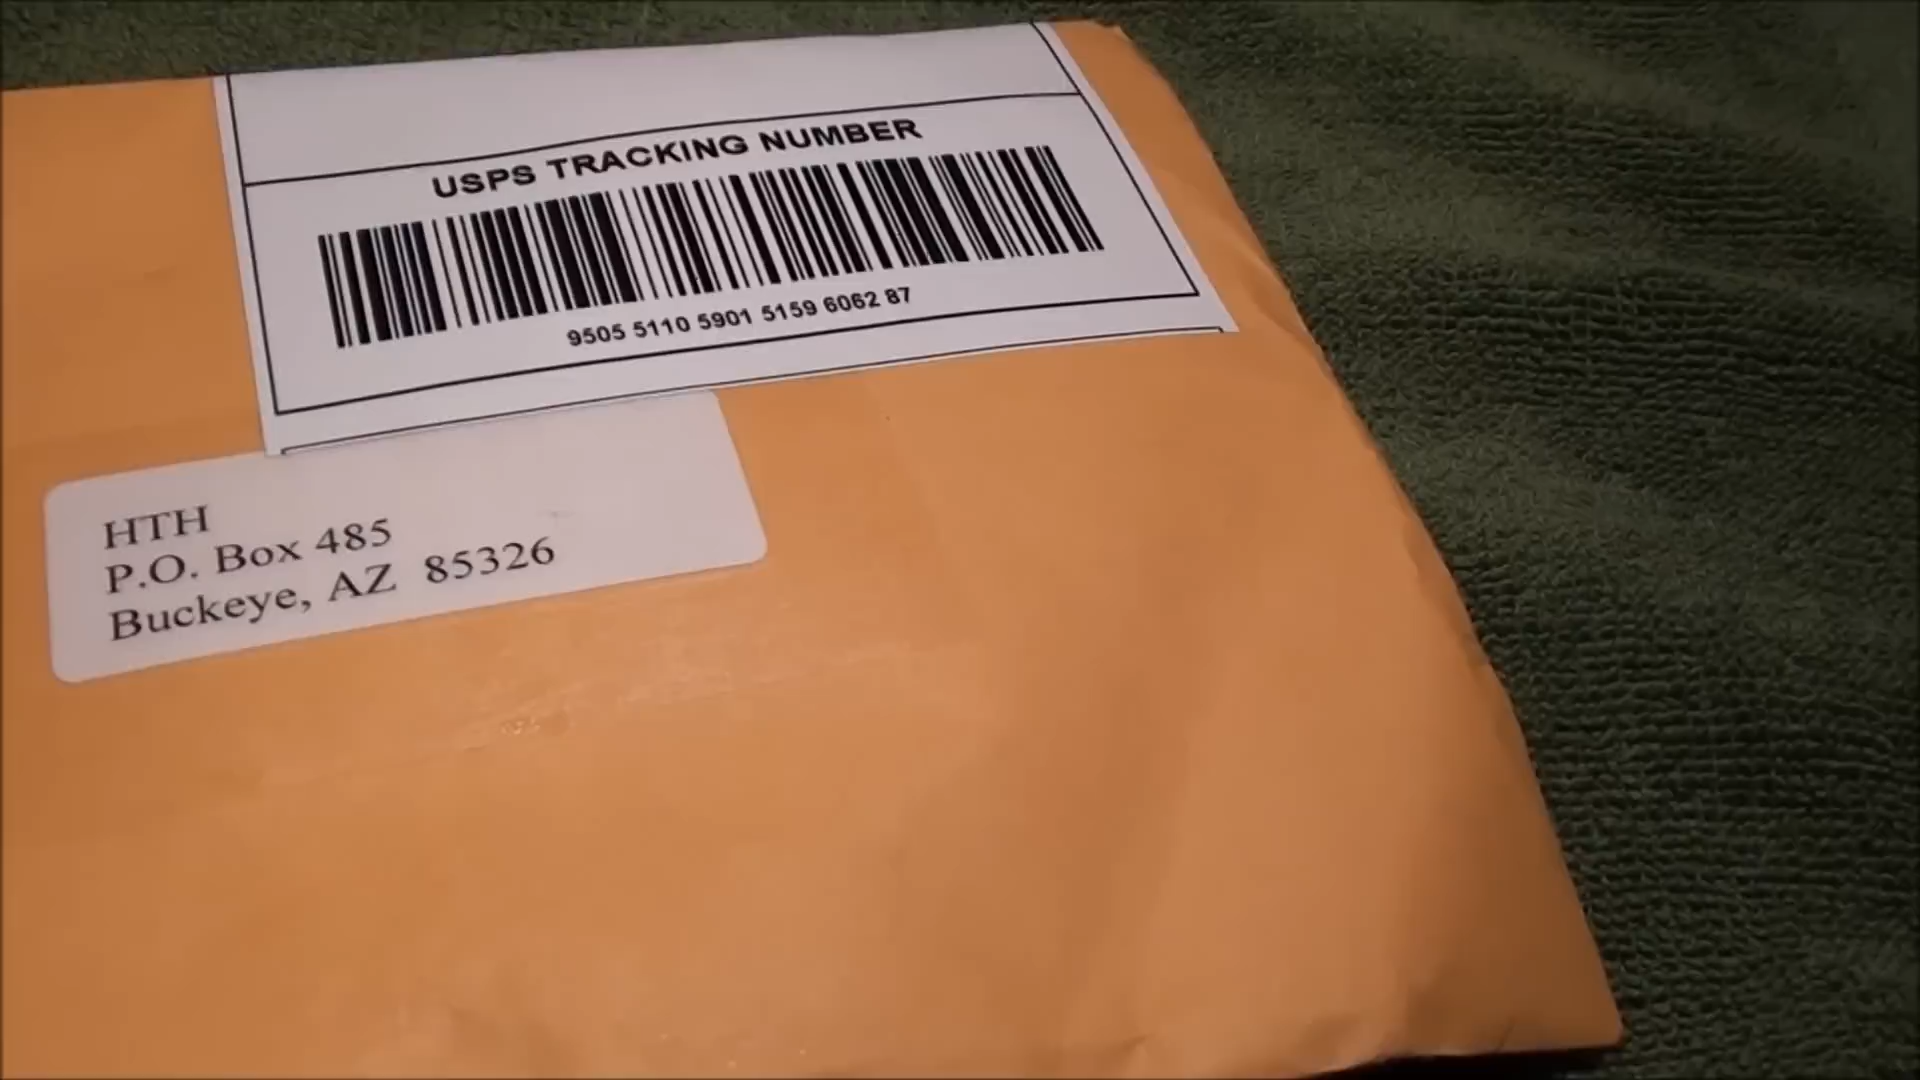 USPS TRACKING NUMBER
9505 5110 5901 5159 6062 87
HTH
P.O. Box 485
Buckeye, AZ 85326